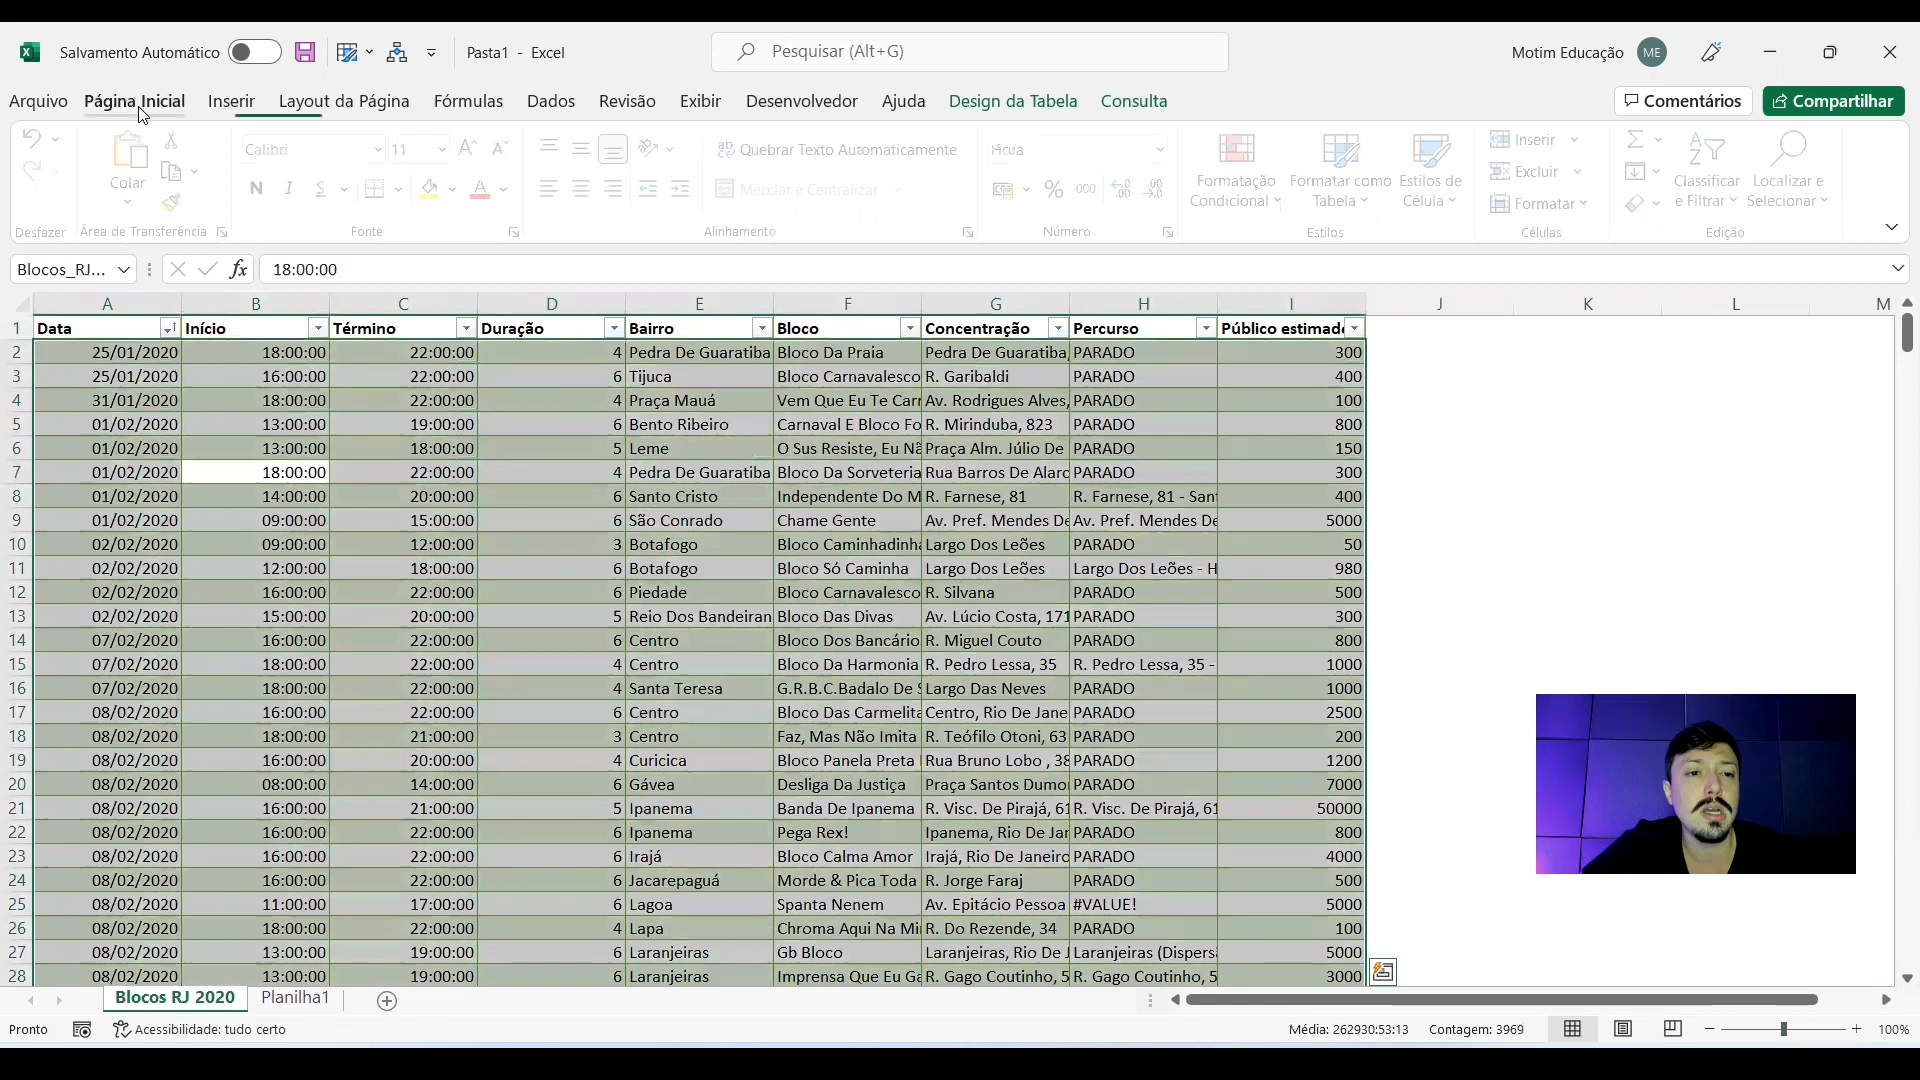 Salvamento Automático
Pasta1 - Excel
Pesquisar (Alt+G)
Motim Educação
ME
Arquivo Página Inicial Inserir Layout da Página Fórmulas Dados Revisão Exibir Desenvolvedor Ajuda Design da Tabela Consulta
Comentários
Compartilhar
Colar
Calibri 11
N I S
Quebrar Texto Automaticamente
Mesclar e Centralizar
Hora
% 000
Formatação Condicional
Formatar como Tabela
Estilos de Célula
Inserir
Excluir
Formatar
Classificar e Filtrar
Localizar e Selecionar
Desfazer Área de Transferência Fonte Alinhamento Número Estilos Células Edição
Blocos_RJ... fx 18:00:00
A B C D E F G H I J K L M
1 Data Início Término Duração Bairro Bloco Concentração Percurso Público estimad
2 25/01/2020 18:00:00 22:00:00 4 Pedra De Guaratiba Bloco Da Praia Pedra De Guaratiba, PARADO 300
3 25/01/2020 16:00:00 22:00:00 6 Tijuca Bloco Carnavalesco R. Garibaldi PARADO 400
4 31/01/2020 18:00:00 22:00:00 4 Praça Mauá Vem Que Eu Te Car Av. Rodrigues Alves, PARADO 100
5 01/02/2020 13:00:00 19:00:00 6 Bento Ribeiro Carnaval E Bloco Fo R. Mirinduba, 823 PARADO 800
6 01/02/2020 13:00:00 18:00:00 5 Leme O Sus Resiste, Eu Nã Praça Alm. Júlio De PARADO 150
7 01/02/2020 18:00:00 22:00:00 4 Pedra De Guaratiba Bloco Da Sorveteria Rua Barros De Alarc PARADO 300
8 01/02/2020 14:00:00 20:00:00 6 Santo Cristo Independente Do M R. Farnese, 81 R. Farnese, 81 - San 400
9 01/02/2020 09:00:00 15:00:00 6 São Conrado Chame Gente Av. Pref. Mendes De Av. Pref. Mendes De 5000
10 02/02/2020 09:00:00 12:00:00 3 Botafogo Bloco Caminhadinha Largo Dos Leões PARADO 50
11 02/02/2020 12:00:00 18:00:00 6 Botafogo Bloco Só Caminha Largo Dos Leões Largo Dos Leões - H 980
12 02/02/2020 16:00:00 22:00:00 6 Piedade Bloco Carnavalesco R. Silvana PARADO 500
13 02/02/2020 15:00:00 20:00:00 5 Reio Dos Bandeiran Bloco Das Divas Av. Lúcio Costa, 171 PARADO 300
14 07/02/2020 16:00:00 22:00:00 6 Centro Bloco Dos Bancário R. Miguel Couto PARADO 800
15 07/02/2020 18:00:00 22:00:00 4 Centro Bloco Da Harmonia R. Pedro Lessa, 35 R. Pedro Lessa, 35 - 1000
16 07/02/2020 18:00:00 22:00:00 4 Santa Teresa G.R.B.C.Badalo De S Largo Das Neves PARADO 1000
17 08/02/2020 16:00:00 22:00:00 6 Centro Bloco Das Carmelita Centro, Rio De Jane PARADO 2500
18 08/02/2020 18:00:00 21:00:00 3 Centro Faz, Mas Não Imita R. Teófilo Otoni, 63 PARADO 200
19 08/02/2020 16:00:00 20:00:00 4 Curicica Bloco Panela Preta Rua Bruno Lobo , 38 PARADO 1200
20 08/02/2020 08:00:00 14:00:00 6 Gávea Desliga Da Justiça Praça Santos Dumo PARADO 7000
21 08/02/2020 16:00:00 21:00:00 5 Ipanema Banda De Ipanema R. Visc. De Pirajá, 61 R. Visc. De Pirajá, 61 50000
22 08/02/2020 16:00:00 22:00:00 6 Ipanema Pega Rex! Ipanema, Rio De Jar PARADO 800
23 08/02/2020 16:00:00 22:00:00 6 Irajá Bloco Calma Amor Irajá, Rio De Janeiro PARADO 4000
24 08/02/2020 16:00:00 22:00:00 6 Jacarepaguá Morde & Pica Toda R. Jorge Faraj PARADO 500
25 08/02/2020 11:00:00 17:00:00 6 Lagoa Spanta Nenem Av. Epitácio Pessoa #VALUE! 5000
26 08/02/2020 18:00:00 22:00:00 4 Lapa Chroma Aqui Na Mi R. Do Rezende, 34 PARADO 100
27 08/02/2020 13:00:00 19:00:00 6 Laranjeiras Gb Bloco Laranjeiras, Rio De J Laranjeiras (Dispers 5000
28 08/02/2020 13:00:00 19:00:00 6 Laranjeiras Imprensa Que Eu Ga R. Gago Coutinho, 5 R. Gago Coutinho, 5 3000
Blocos RJ 2020 Planilha1
Pronto Acessibilidade: tudo certo Média: 262930:53:13 Contagem: 3969 100%